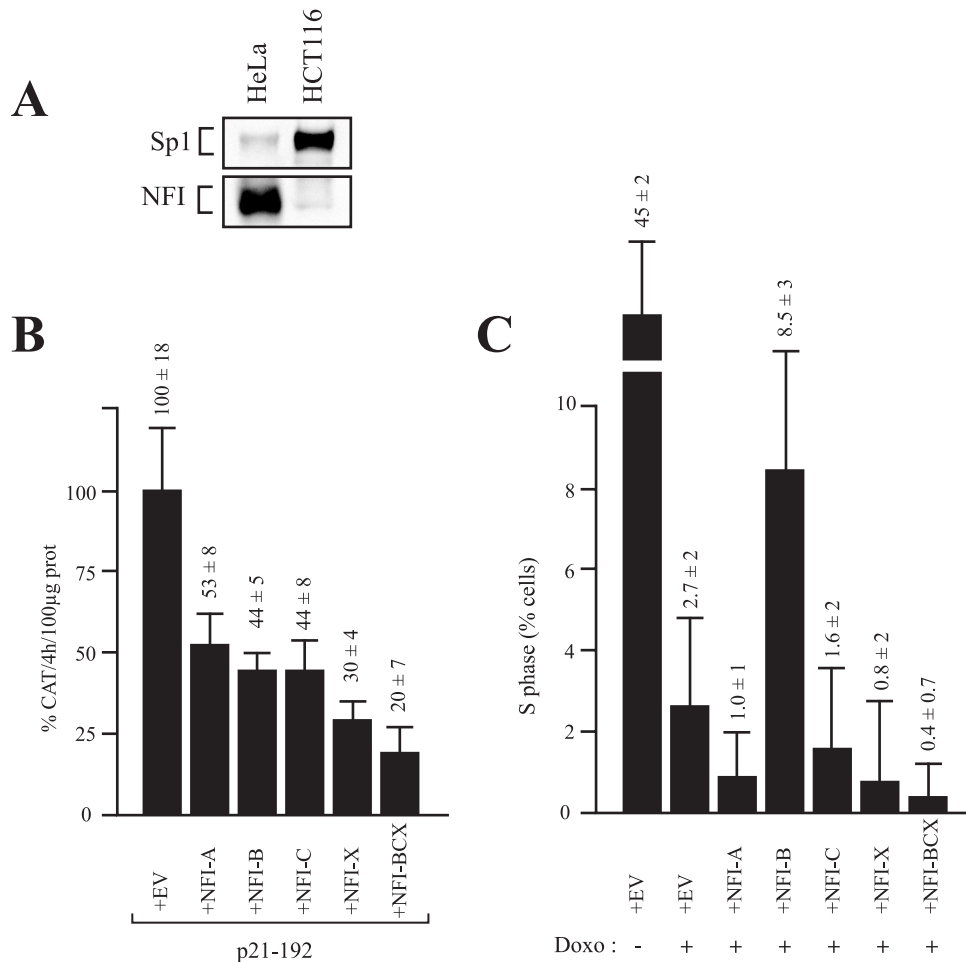 A
HeLa
HCT116
Sp1
NFI
B
% CAT/4h/100µg prot
100
75
50
25
0
100 ± 18
53 ± 8
44 ± 5
44 ± 8
30 ± 4
20 ± 7
+EV
+NFI-A
+NFI-B
+NFI-C
+NFI-X
+NFI-BCX
p21-192
C
S phase (% cells)
10
8
6
4
2
0
45 ± 2
2.7 ± 2
1.0 ± 1
8.5 ± 3
1.6 ± 2
0.8 ± 2
0.4 ± 0.7
+EV
+EV
+NFI-A
+NFI-B
+NFI-C
+NFI-X
+NFI-BCX
Doxo : - + + + + + +